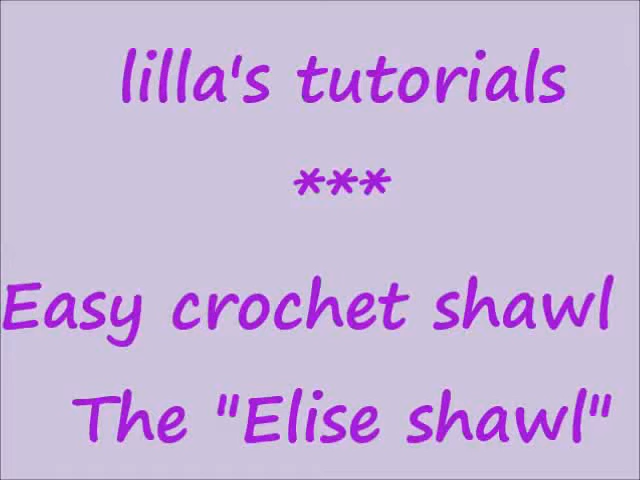 lilla's tutorials
***
Easy crochet shawl
The "Elise shawl"